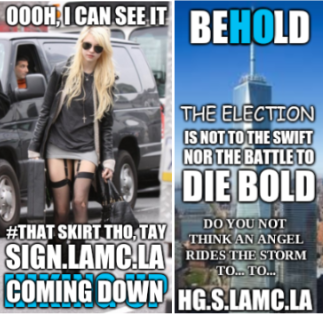 OOOH, I CAN SEE IT
#THAT SKIRT THO, TAY
SIGN.LAMC.LA
COMING DOWN
BEHOLD
THE ELECTION
IS NOT TO THE SWIFT
NOR THE BATTLE TO
DIE BOLD
DO YOU NOT
THINK AN ANGEL
RIDES THE STORM
TO... TO...
HG.S.LAMC.LA